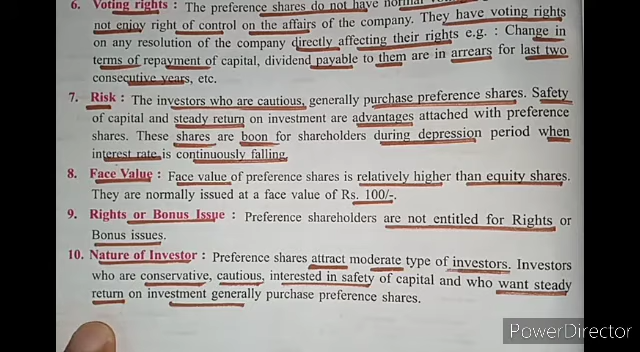 6. Voting rights : The preference shares do not have normal
not enjoy right of control on the affairs of the company. They have voting rights
on any resolution of the company directly affecting their rights e.g. : Change in
terms of repayment of capital, dividend payable to them are in arrears for last two
consecutive years, etc.
7. Risk : The investors who are cautious, generally purchase preference shares. Safety
of capital and steady return on investment are advantages attached with preference
shares. These shares are boon for shareholders during depression period when
interest rate is continuously falling.
8. Face Value : Face value of preference shares is relatively higher than equity shares.
They are normally issued at a face value of Rs. 100/-.
9. Rights or Bonus Issue : Preference shareholders are not entitled for Rights or
Bonus issues.
10. Nature of Investor : Preference shares attract moderate type of investors. Investors
who are conservative, cautious, interested in safety of capital and who want steady
return on investment generally purchase preference shares.
PowerDirector